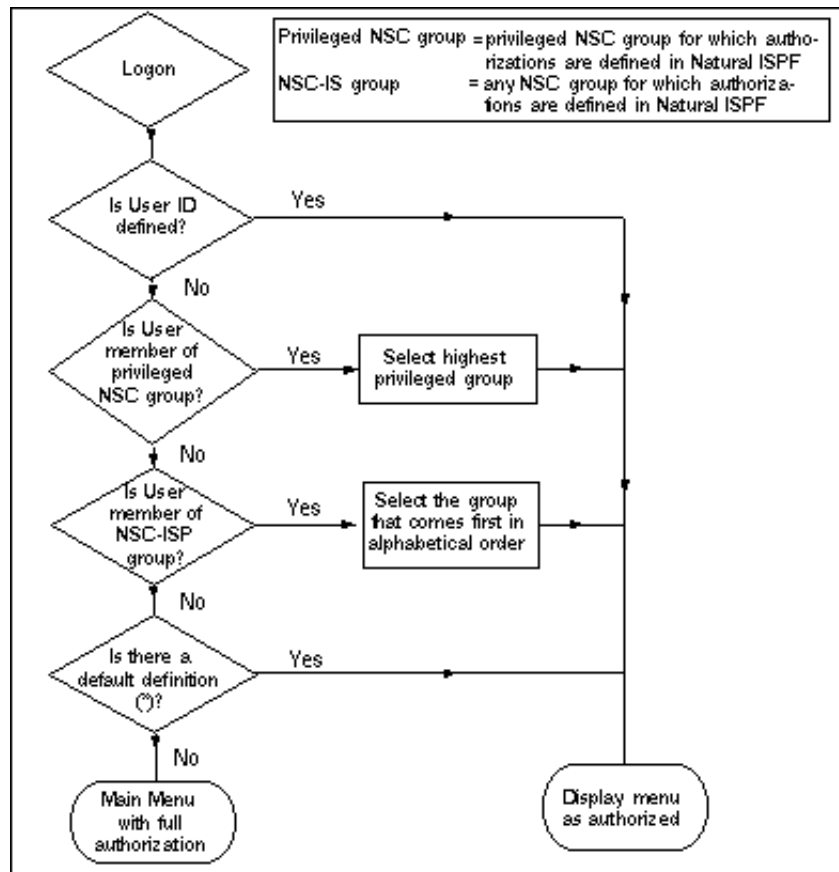 Logon
Privileged NSC group = privileged NSC group for which autho-
rizations are defined in Natural ISPF
NSC-IS group = any NSC group for which authoriza-
tions are defined in Natural ISPF
Is User ID
defined?
Yes
No
Is User
member of
privileged
NSC group?
Yes
Select highest
privileged group
No
Is User
member of
NSC-ISP
group?
Yes
Select the group
that comes first in
alphabetical order
No
Is there a
default definition
(*)?
Yes
No
Main Menu
with full
authorization
Display menu
as authorized